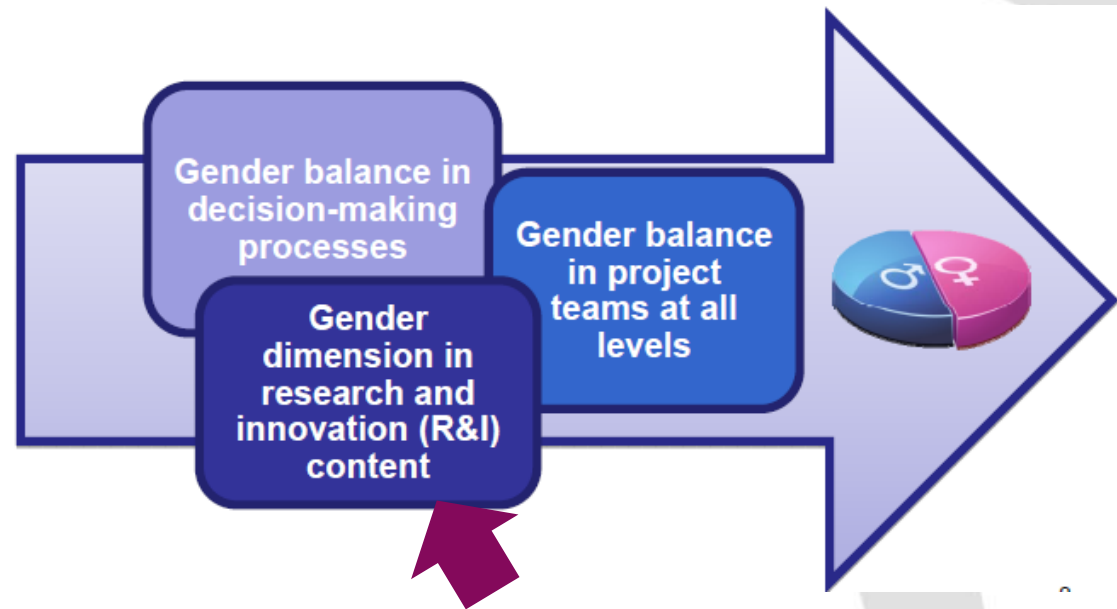 Gender balance in
decision-making
processes
Gender balance
in project
teams at all
levels
Gender
dimension in
research and
innovation (R&I)
content